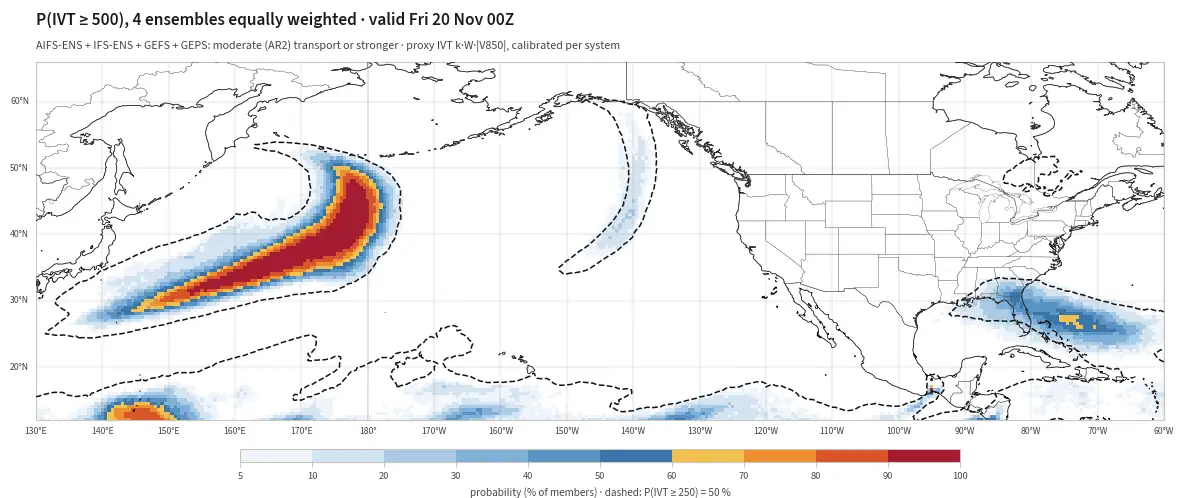 P(IVT ≥ 500), 4 ensembles equally weighted · valid Fri 20 Nov 00Z
AIFS-ENS + IFS-ENS + GEFS + GEPS: moderate (AR2) transport or stronger · proxy IVT k·W·|V850|, calibrated per system
60°N
50°N
40°N
30°N
20°N
130°E 140°E 150°E 160°E 170°E 180° 170°W 160°W 150°W 140°W 130°W 120°W 110°W 100°W 90°W 80°W 70°W 60°W
5 10 20 30 40 50 60 70 80 90 100
probability (% of members) · dashed: P(IVT ≥ 250) = 50 %